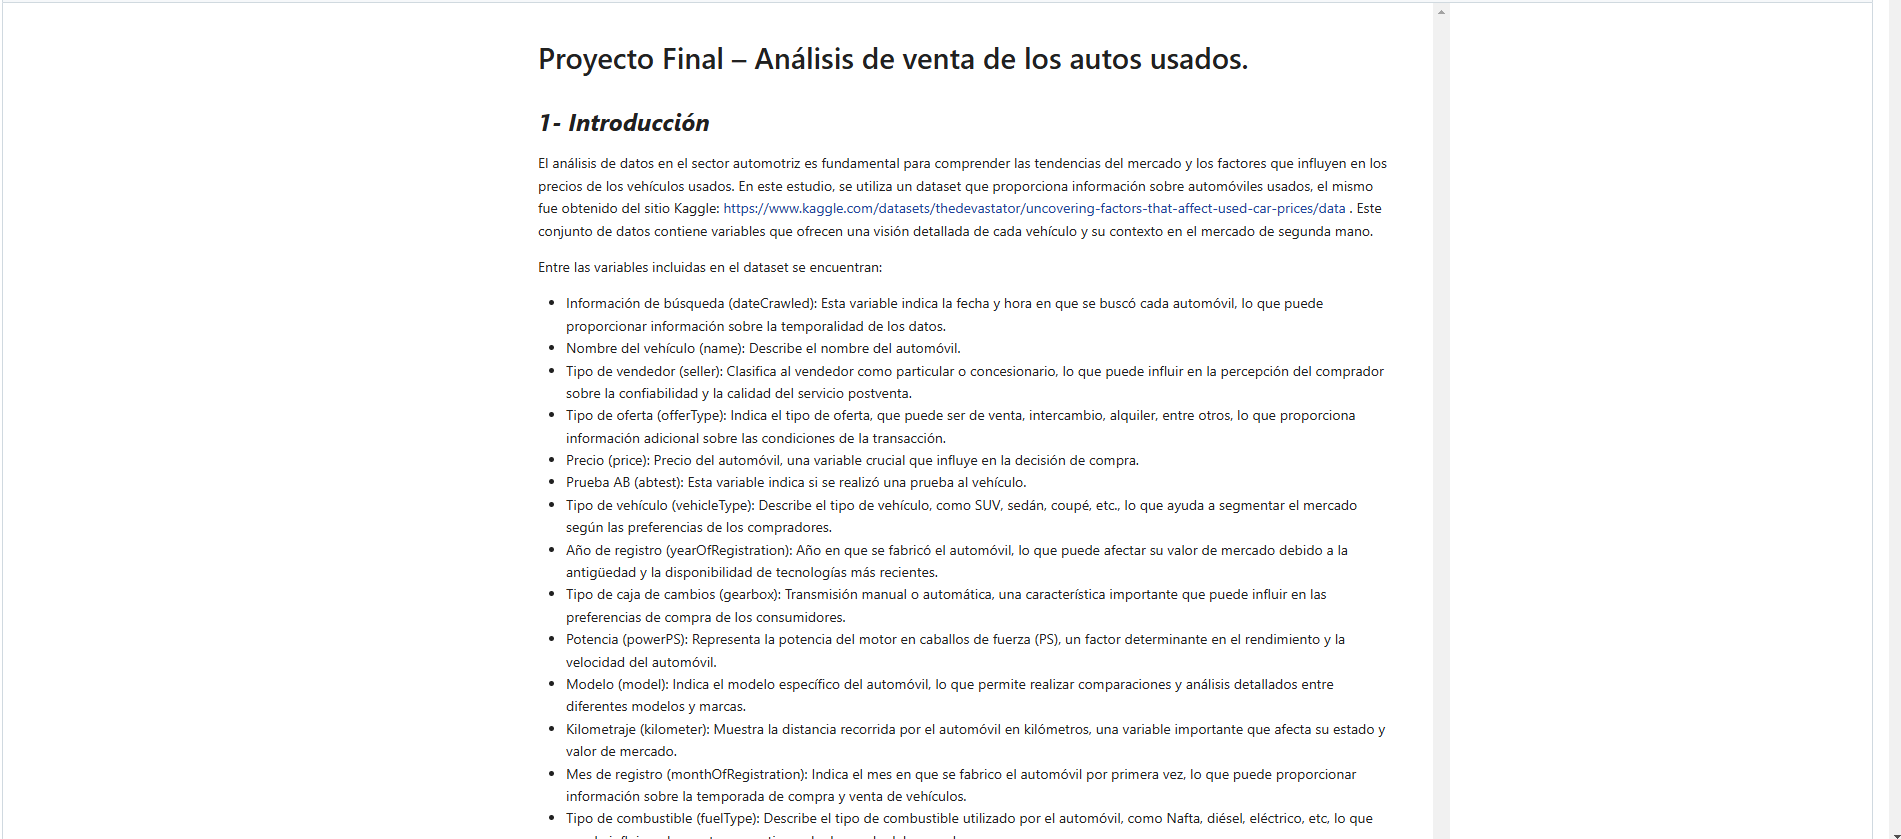 Proyecto Final – Análisis de venta de los autos usados.
1- Introducción
El análisis de datos en el sector automotriz es fundamental para comprender las tendencias del mercado y los factores que influyen en los
precios de los vehículos usados. En este estudio, se utiliza un dataset que proporciona información sobre automóviles usados, el mismo
fue obtenido del sitio Kaggle: https://www.kaggle.com/datasets/thedevastator/uncovering-factors-that-affect-used-car-prices/data . Este
conjunto de datos contiene variables que ofrecen una visión detallada de cada vehículo y su contexto en el mercado de segunda mano.
Entre las variables incluidas en el dataset se encuentran:
• Información de búsqueda (dateCrawled): Esta variable indica la fecha y hora en que se buscó cada automóvil, lo que puede
proporcionar información sobre la temporalidad de los datos.
• Nombre del vehículo (name): Describe el nombre del automóvil.
• Tipo de vendedor (seller): Clasifica al vendedor como particular o concesionario, lo que puede influir en la percepción del comprador
sobre la confiabilidad y la calidad del servicio postventa.
• Tipo de oferta (offerType): Indica el tipo de oferta, que puede ser de venta, intercambio, alquiler, entre otros, lo que proporciona
información adicional sobre las condiciones de la transacción.
• Precio (price): Precio del automóvil, una variable crucial que influye en la decisión de compra.
• Prueba AB (abtest): Esta variable indica si se realizó una prueba al vehículo.
• Tipo de vehículo (vehicleType): Describe el tipo de vehículo, como SUV, sedán, coupé, etc., lo que ayuda a segmentar el mercado
según las preferencias de los compradores.
• Año de registro (yearOfRegistration): Año en que se fabricó el automóvil, lo que puede afectar su valor de mercado debido a la
antigüedad y la disponibilidad de tecnologías más recientes.
• Tipo de caja de cambios (gearbox): Transmisión manual o automática, una característica importante que puede influir en las
preferencias de compra de los consumidores.
• Potencia (powerPS): Representa la potencia del motor en caballos de fuerza (PS), un factor determinante en el rendimiento y la
velocidad del automóvil.
• Modelo (model): Indica el modelo específico del automóvil, lo que permite realizar comparaciones y análisis detallados entre
diferentes modelos y marcas.
• Kilometraje (kilometer): Muestra la distancia recorrida por el automóvil en kilómetros, una variable importante que afecta su estado y
valor de mercado.
• Mes de registro (monthOfRegistration): Indica el mes en que se fabrico el automóvil por primera vez, lo que puede proporcionar
información sobre la temporada de compra y venta de vehículos.
• Tipo de combustible (fuelType): Describe el tipo de combustible utilizado por el automóvil, como Nafta, diésel, eléctrico, etc, lo que